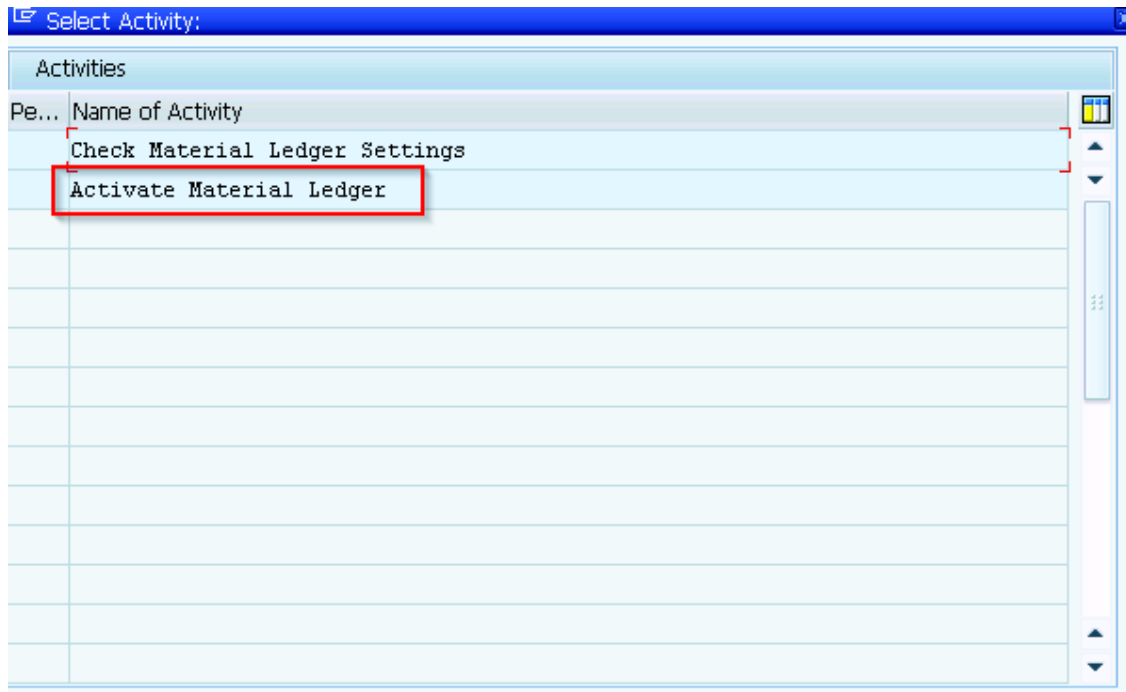 Select Activity:
Activities
Pe... Name of Activity
Check Material Ledger Settings
Activate Material Ledger